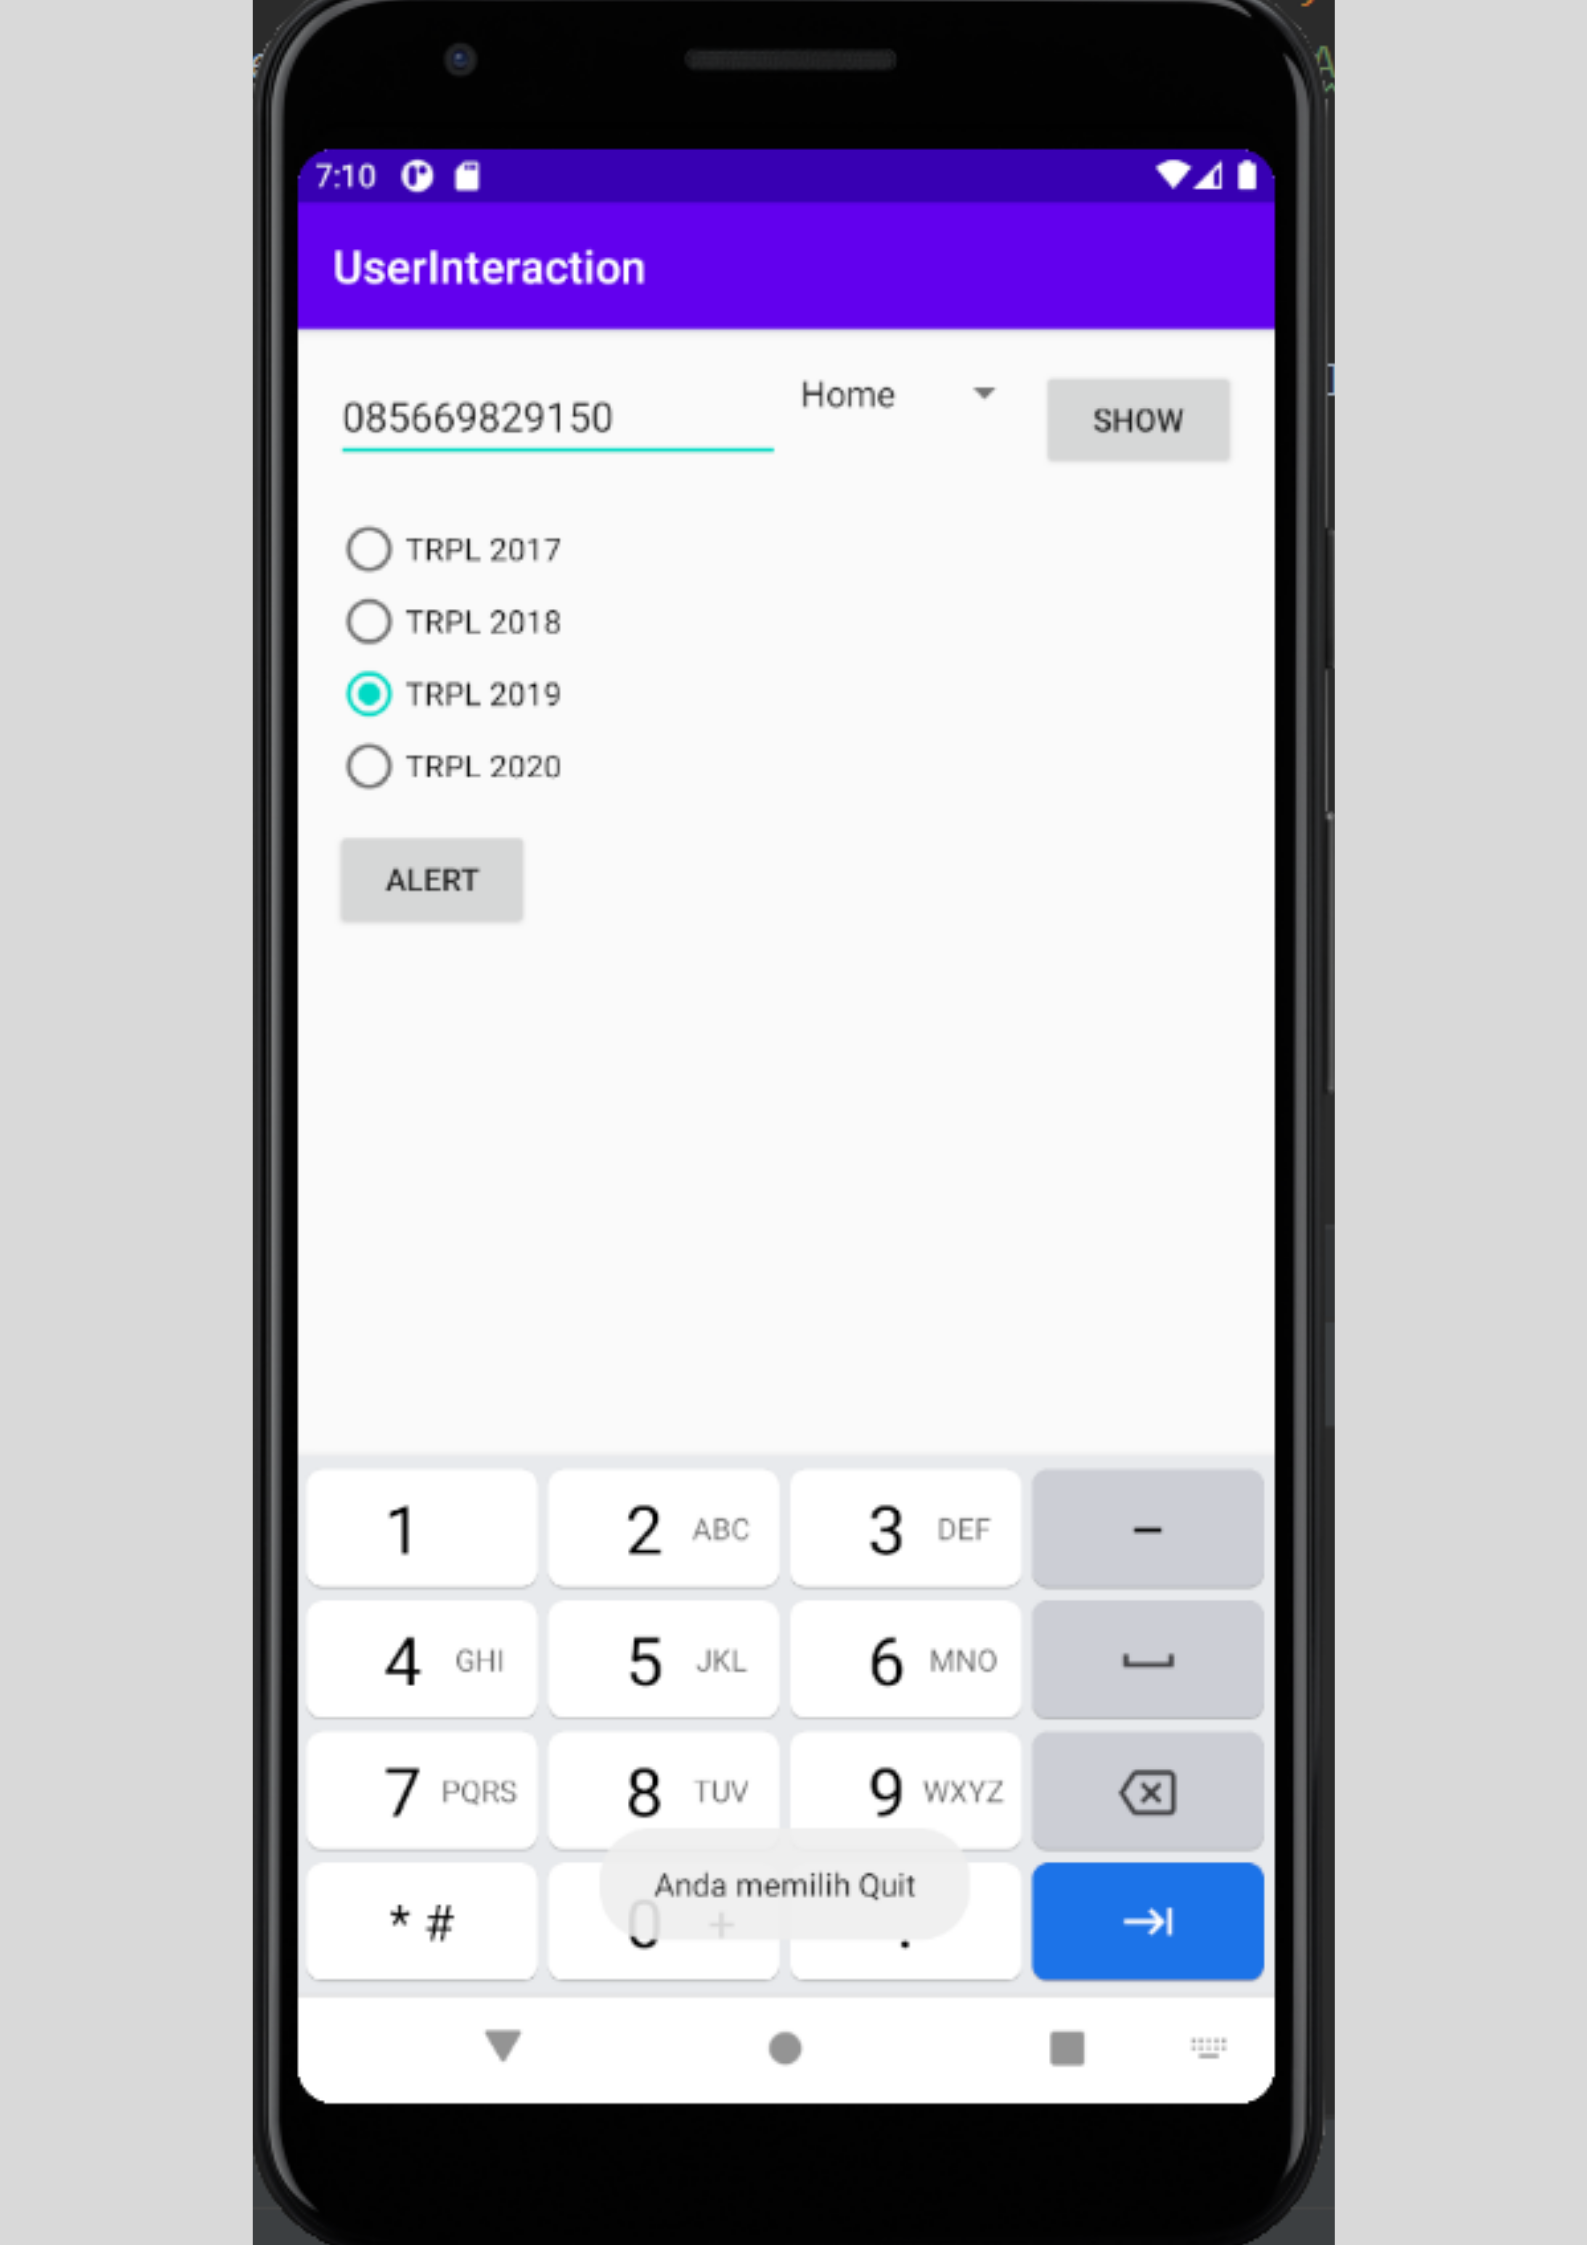 7:10
UserInteraction
085669829150 Home SHOW
TRPL 2017
TRPL 2018
TRPL 2019
TRPL 2020
ALERT
1 2 ABC 3 DEF –
4 GHI 5 JKL 6 MNO
7 PQRS 8 TUV 9 WXYZ
Anda memilih Quit
* # 0 + .